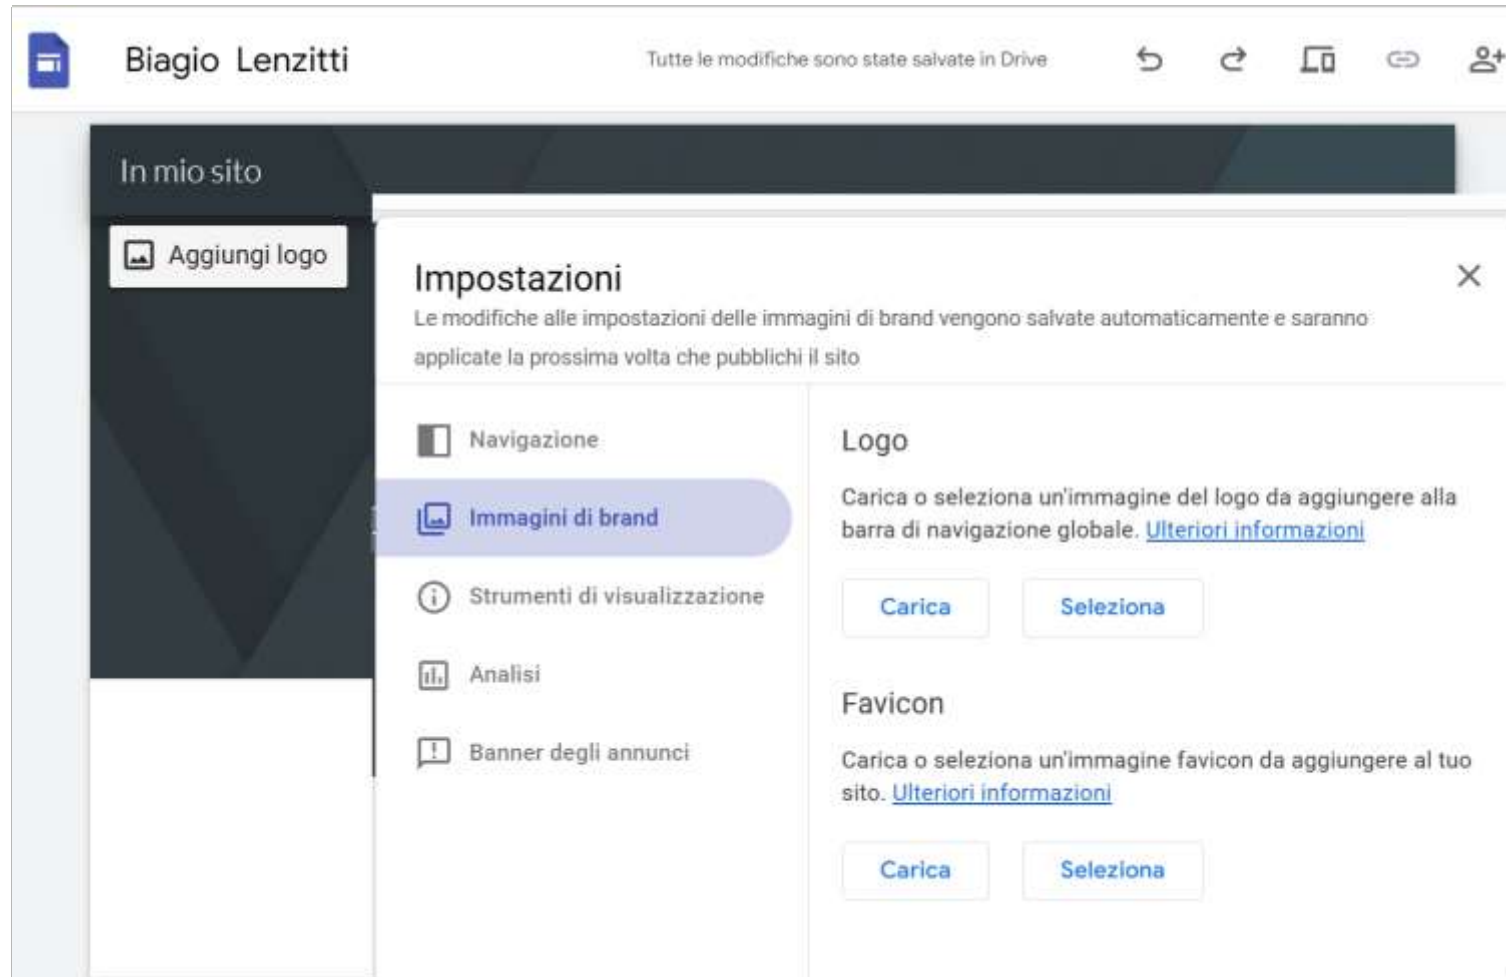 Biagio Lenzitti
Tutte le modifiche sono state salvate in Drive
In mio sito
Aggiungi logo
Impostazioni
Le modifiche alle impostazioni delle immagini di brand vengono salvate automaticamente e saranno
applicate la prossima volta che pubblichi il sito
Navigazione
Immagini di brand
Strumenti di visualizzazione
Analisi
Banner degli annunci
Logo
Carica o seleziona un'immagine del logo da aggiungere alla
barra di navigazione globale. Ulteriori informazioni
Carica Seleziona
Favicon
Carica o seleziona un'immagine favicon da aggiungere al tuo
sito. Ulteriori informazioni
Carica Seleziona